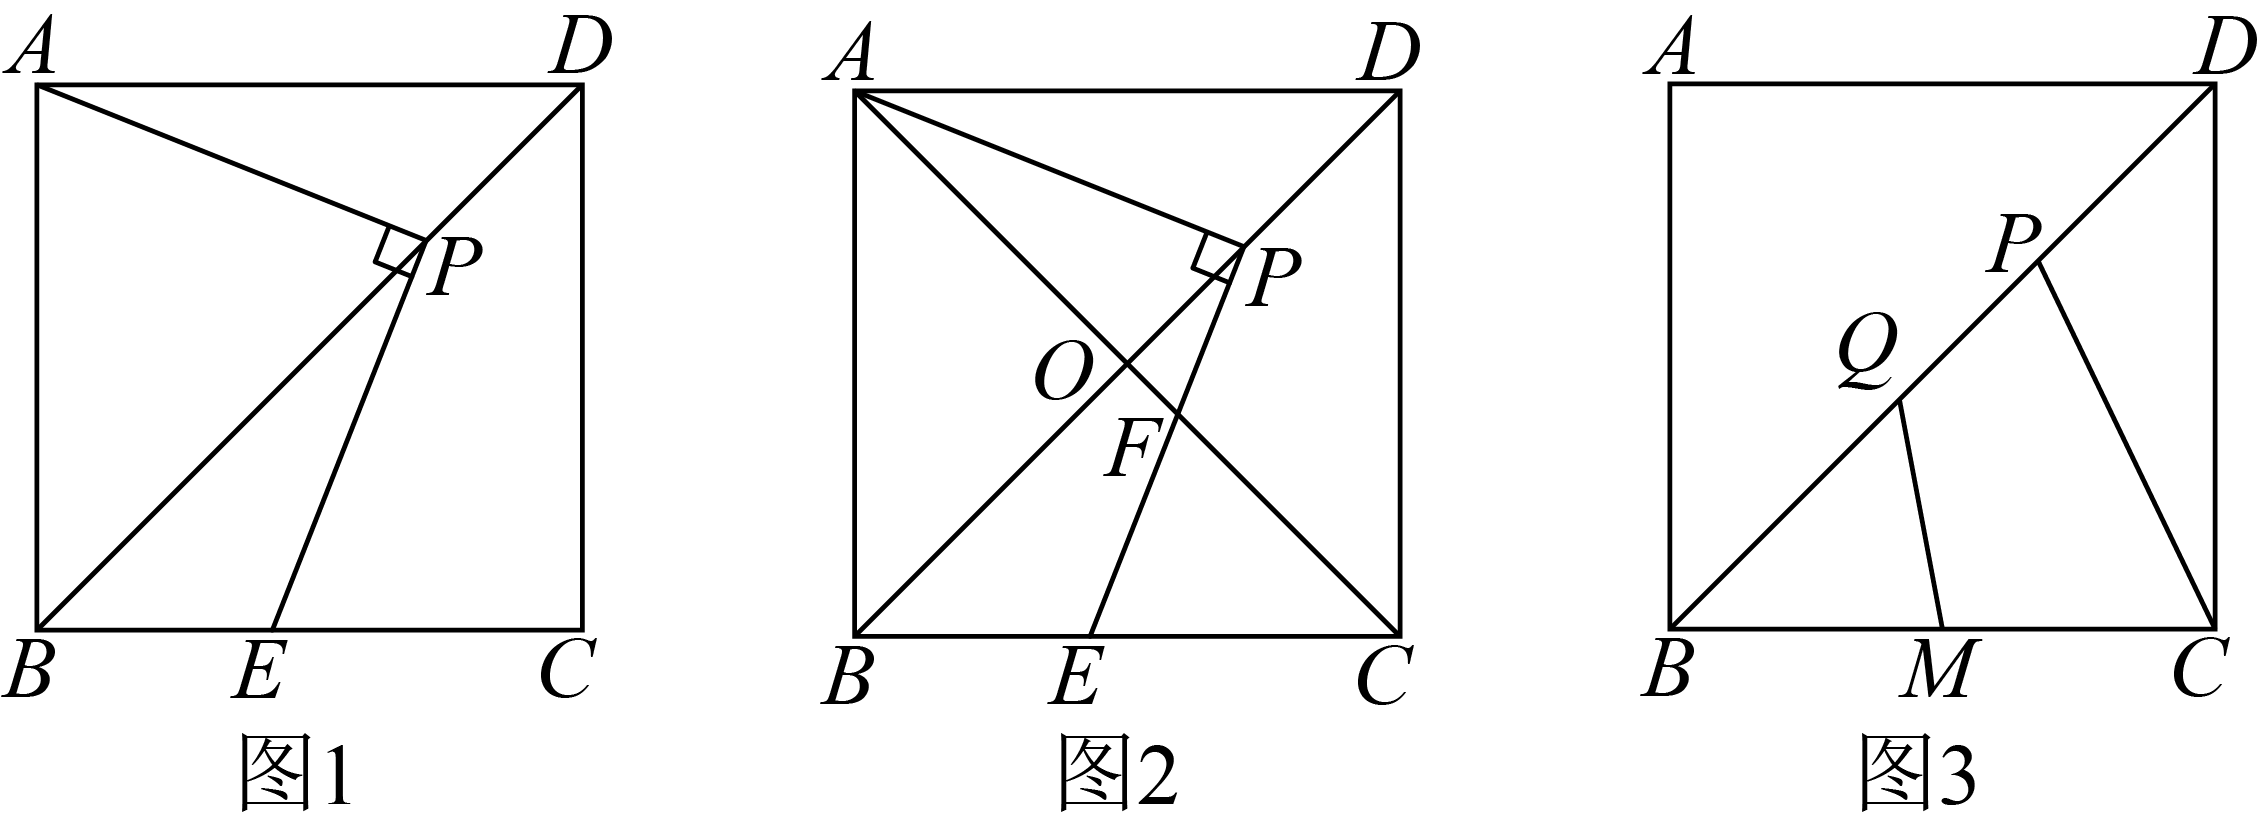 A D A D A D
P P P
Q
O
F
B E C B E C B M C
图1 图2 图3